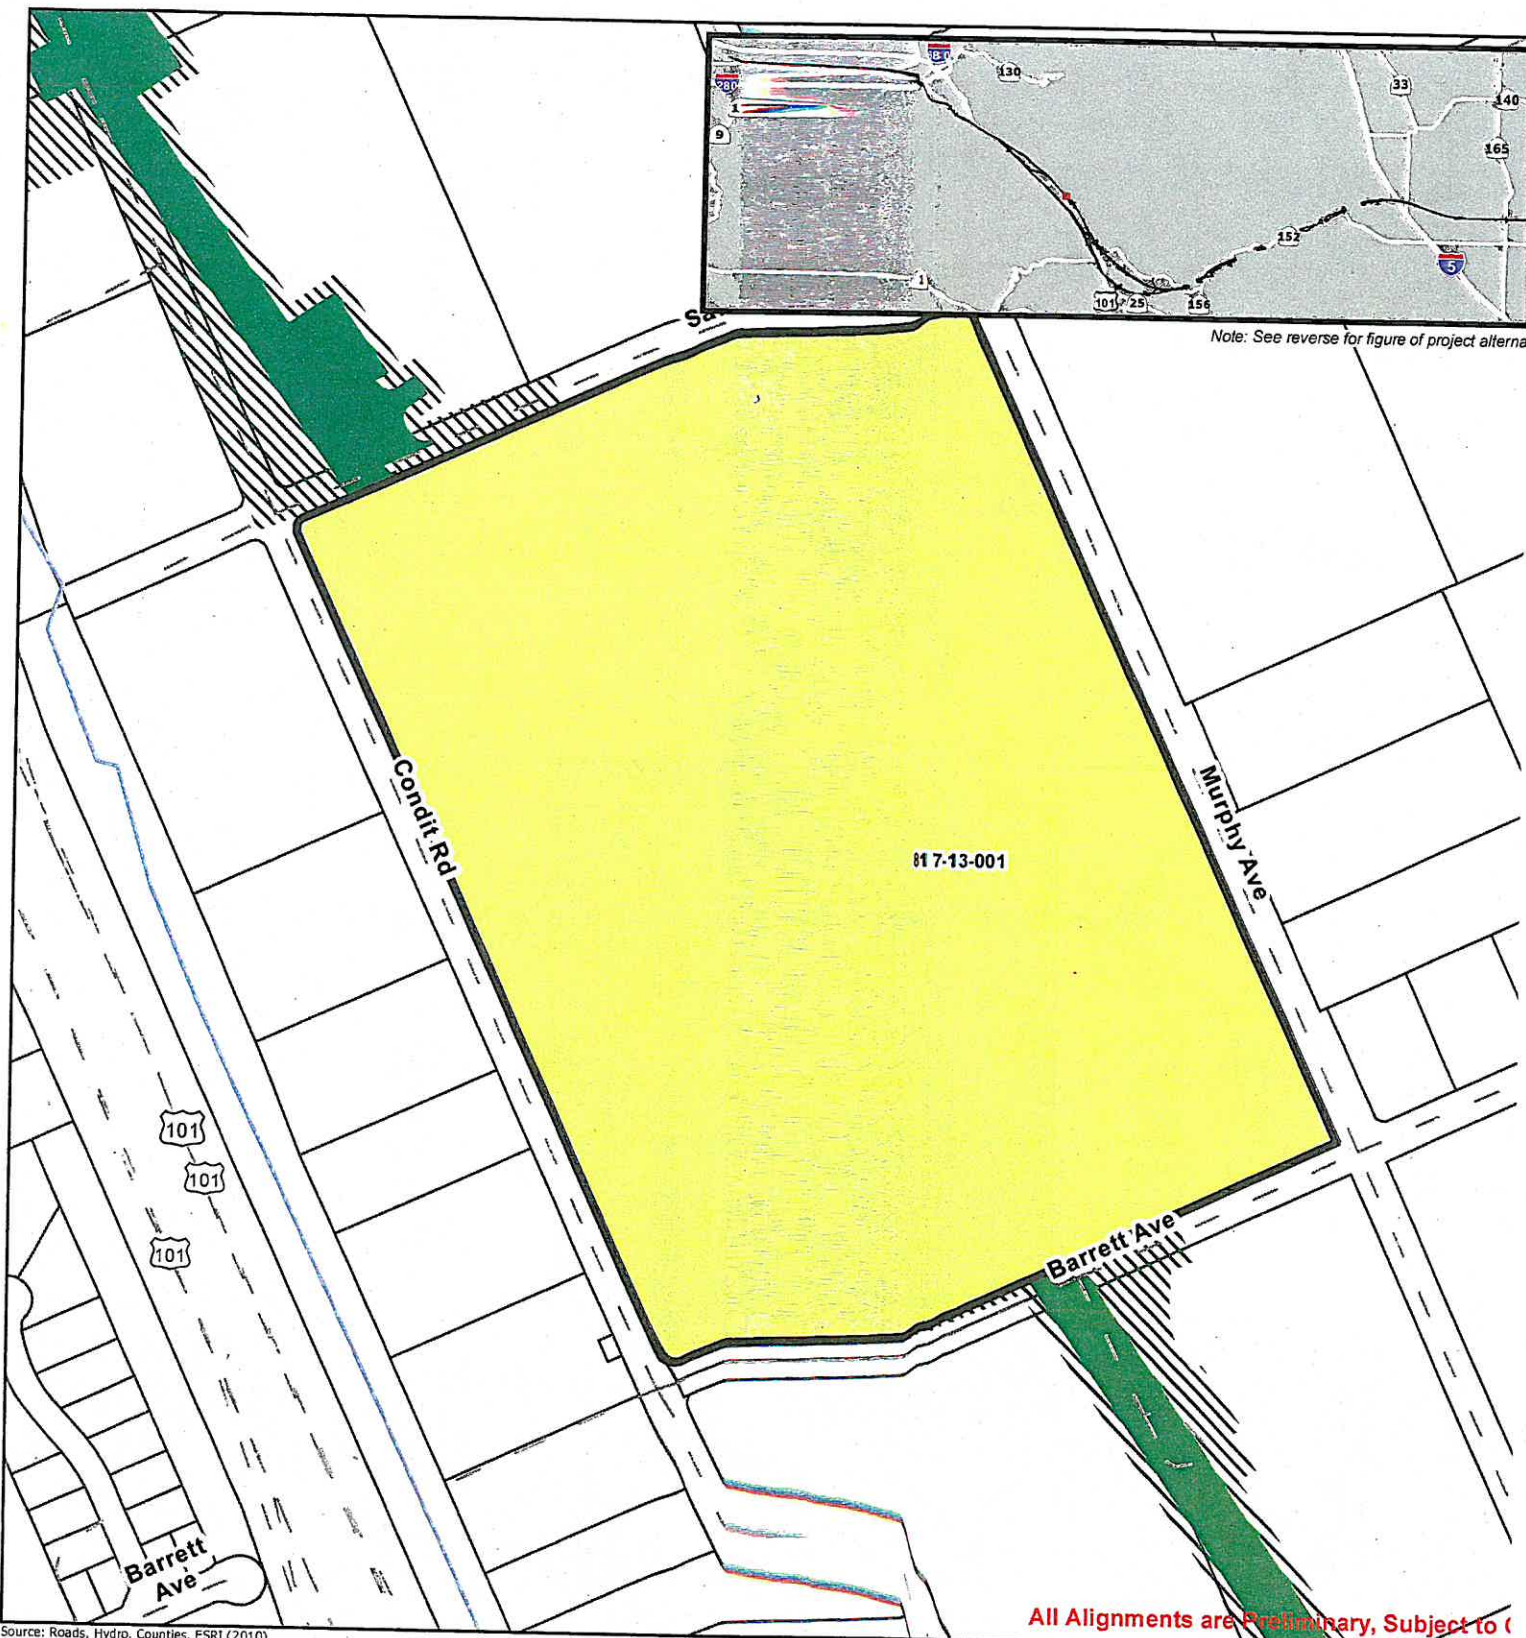 280
680
130
33
140
9
1
165
152
5
1
101
25
156
Note: See reverse for figure of project alterna
Condit Rd
Murphy Ave
817-13-001
101
101
101
Barrett Ave
Barrett
Ave
All Alignments are Preliminary, Subject to
Source: Roads, Hydro, Counties, ESRI (2010)